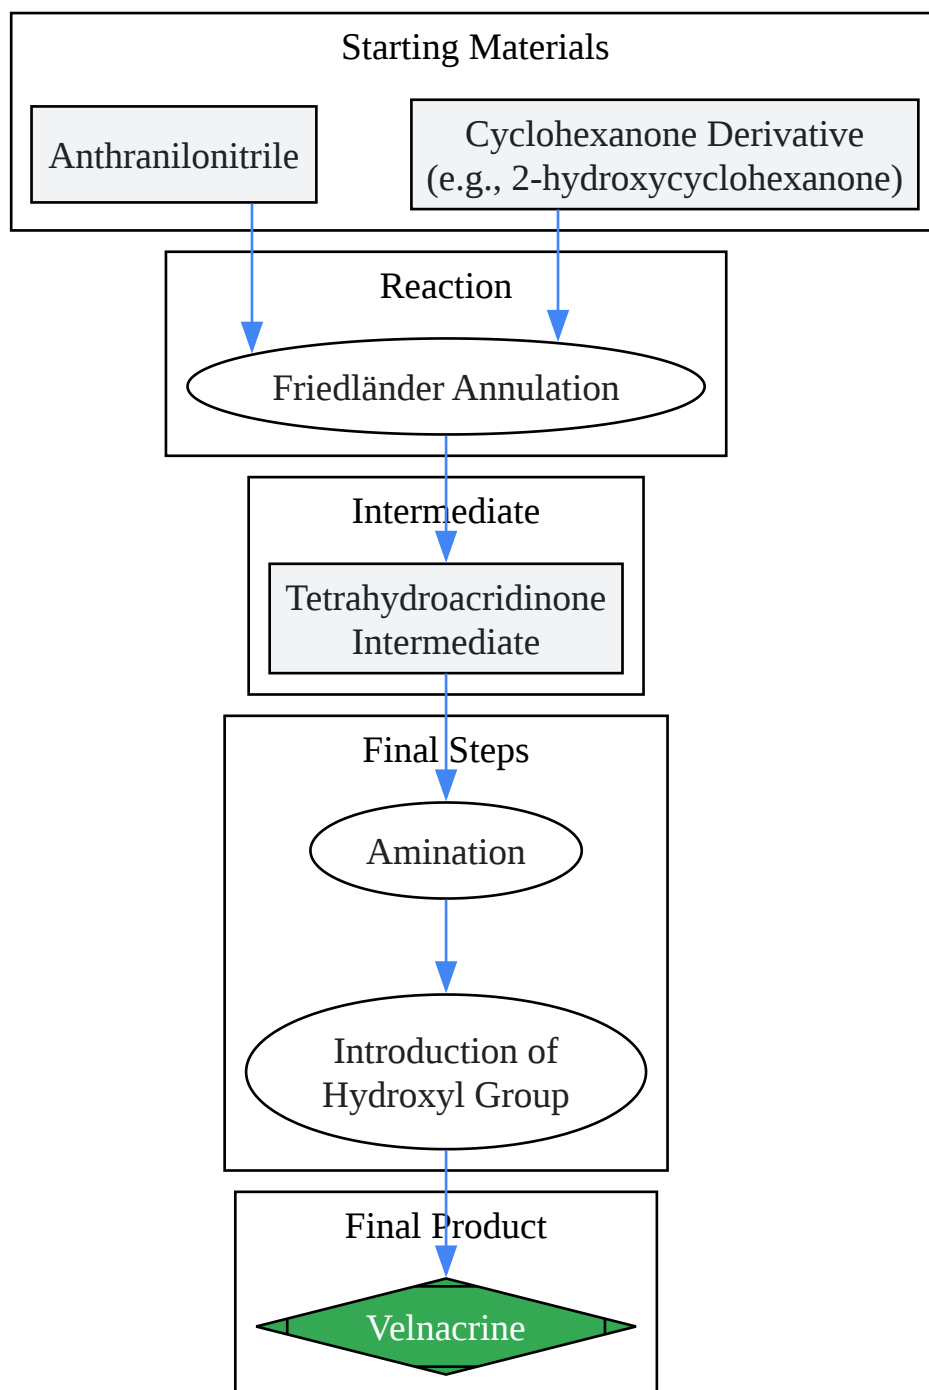 Starting Materials
Anthranilonitrile
Cyclohexanone Derivative
(e.g., 2-hydroxycyclohexanone)
Reaction
Friedländer Annulation
Intermediate
Tetrahydroacridinone
Intermediate
Final Steps
Amination
Introduction of
Hydroxyl Group
Final Product
Velnacrine